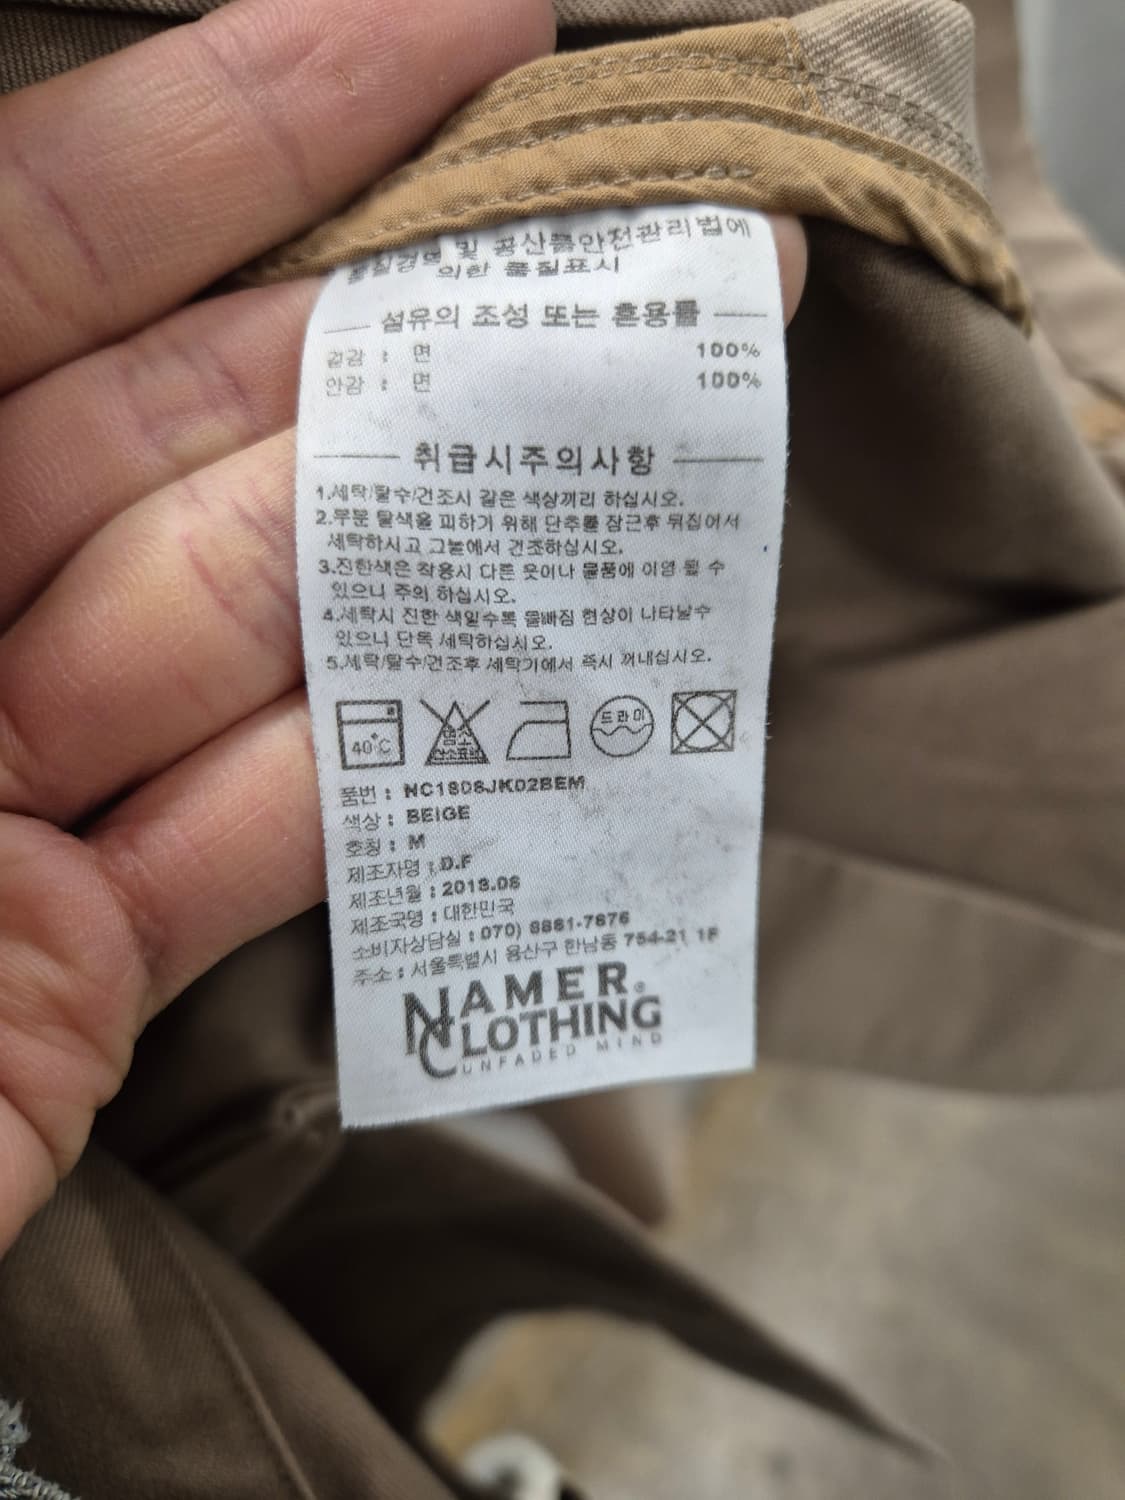 품질경영 및 공산품안전관리법에
의한 품질표시
섬유의 조성 또는 혼용률
겉감 : 면 100%
안감 : 면 100%
취급시주의사항
1.세탁/탈수/건조시 같은 색상끼리 하십시오.
2.부분 탈색을 피하기 위해 단추를 잠근후 뒤집어서
세탁하시고 그늘에서 건조하십시오.
3.진한색은 착용시 다른 옷이나 물품에 이염 될 수
있으니 주의 하십시오.
4.세탁시 진한 색일수록 물빠짐 현상이 나타날수
있으니 단독 세탁하십시오.
5.세탁/탈수/건조후 세탁기에서 즉시 꺼내십시오.
40°C 염소 산소표백 드라이
품번 : NC1808JK02BEM
색상 : BEIGE
호칭 : M
제조자명 : D.F
제조년월 : 2018.08
제조국명 : 대한민국
소비자상담실 : 070) 8881-7676
주소 : 서울특별시 용산구 한남동 754-21 1F
NAMER®
CLOTHING
UNFADED MIND